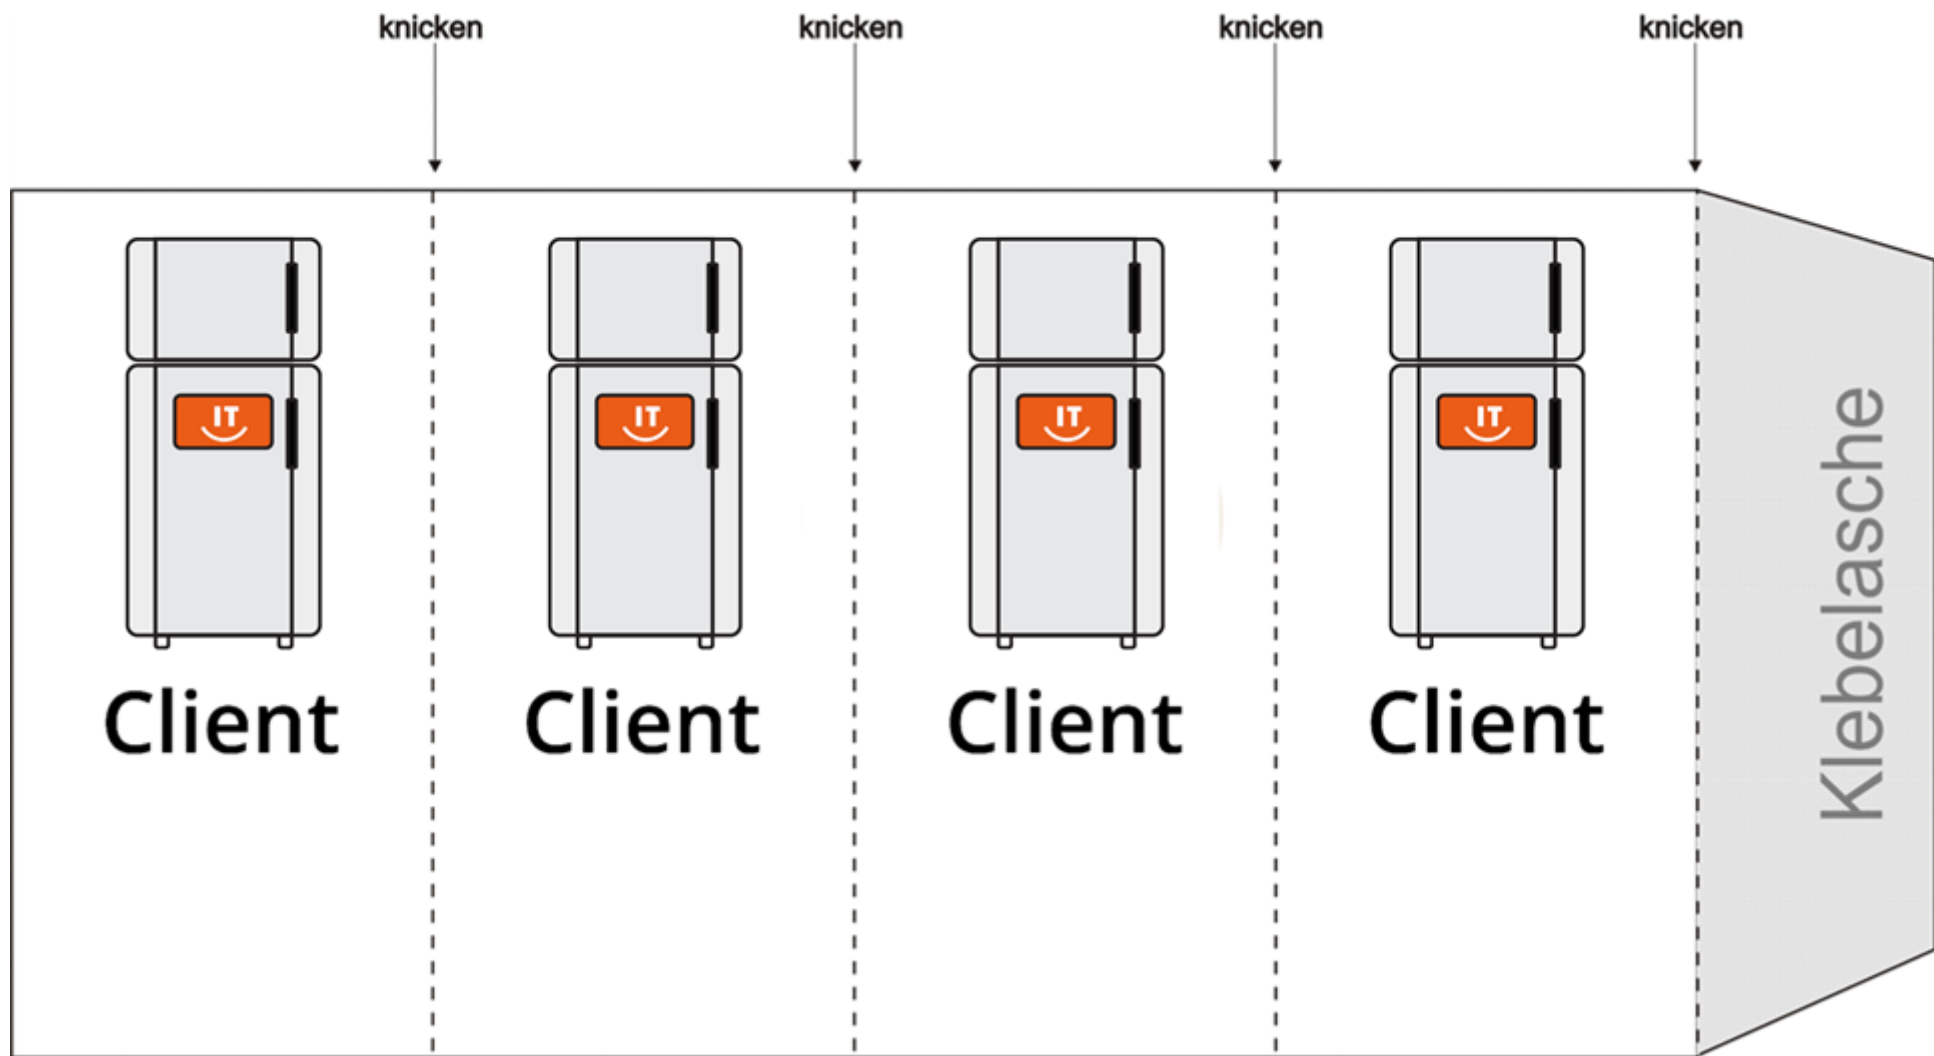 knicken knicken knicken knicken
IT IT IT IT
Client Client Client Client
Klebelasche